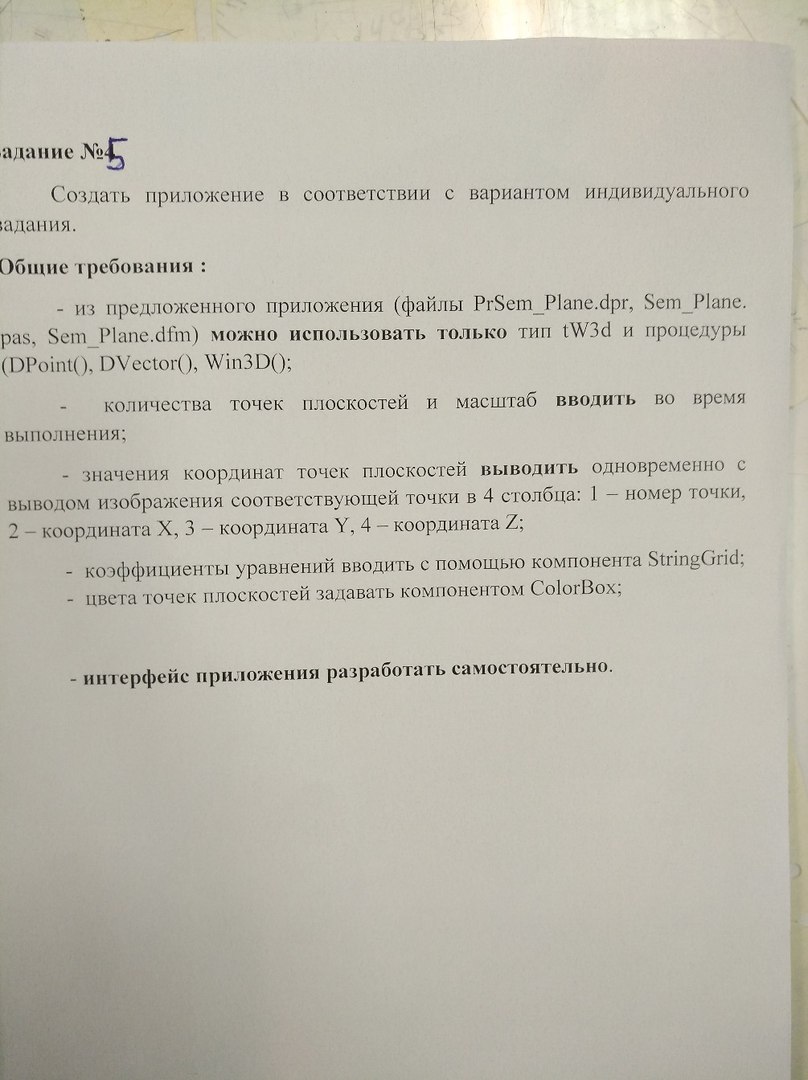 адание №5
Создать приложение в соответствии с вариантом индивидуального
задания.
Общие требования :
- из предложенного приложения (файлы PrSem_Plane.dpr, Sem_Plane.
pas, Sem_Plane.dfm) можно использовать только тип tW3d и процедуры
(DPoint(), DVector(), Win3D();
- количества точек плоскостей и масштаб вводить во время
выполнения;
- значения координат точек плоскостей выводить одновременно с
выводом изображения соответствующей точки в 4 столбца: 1 – номер точки,
2 – координата X, 3 – координата Y, 4 – координата Z;
- коэффициенты уравнений вводить с помощью компонента StringGrid;
- цвета точек плоскостей задавать компонентом ColorBox;
- интерфейс приложения разработать самостоятельно.